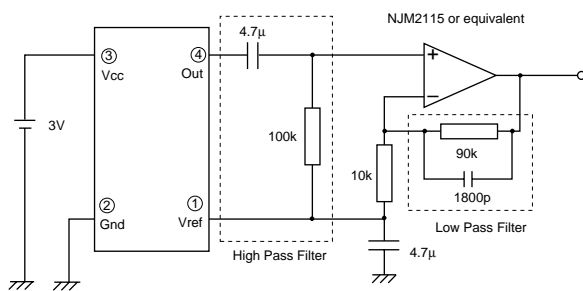 NJM2115 or equivalent
4.7μ
③
Vcc
④
Out
+
−
3V
100k
90k
1800p
10k
Low Pass Filter
②
Gnd
①
Vref
High Pass Filter
4.7μ